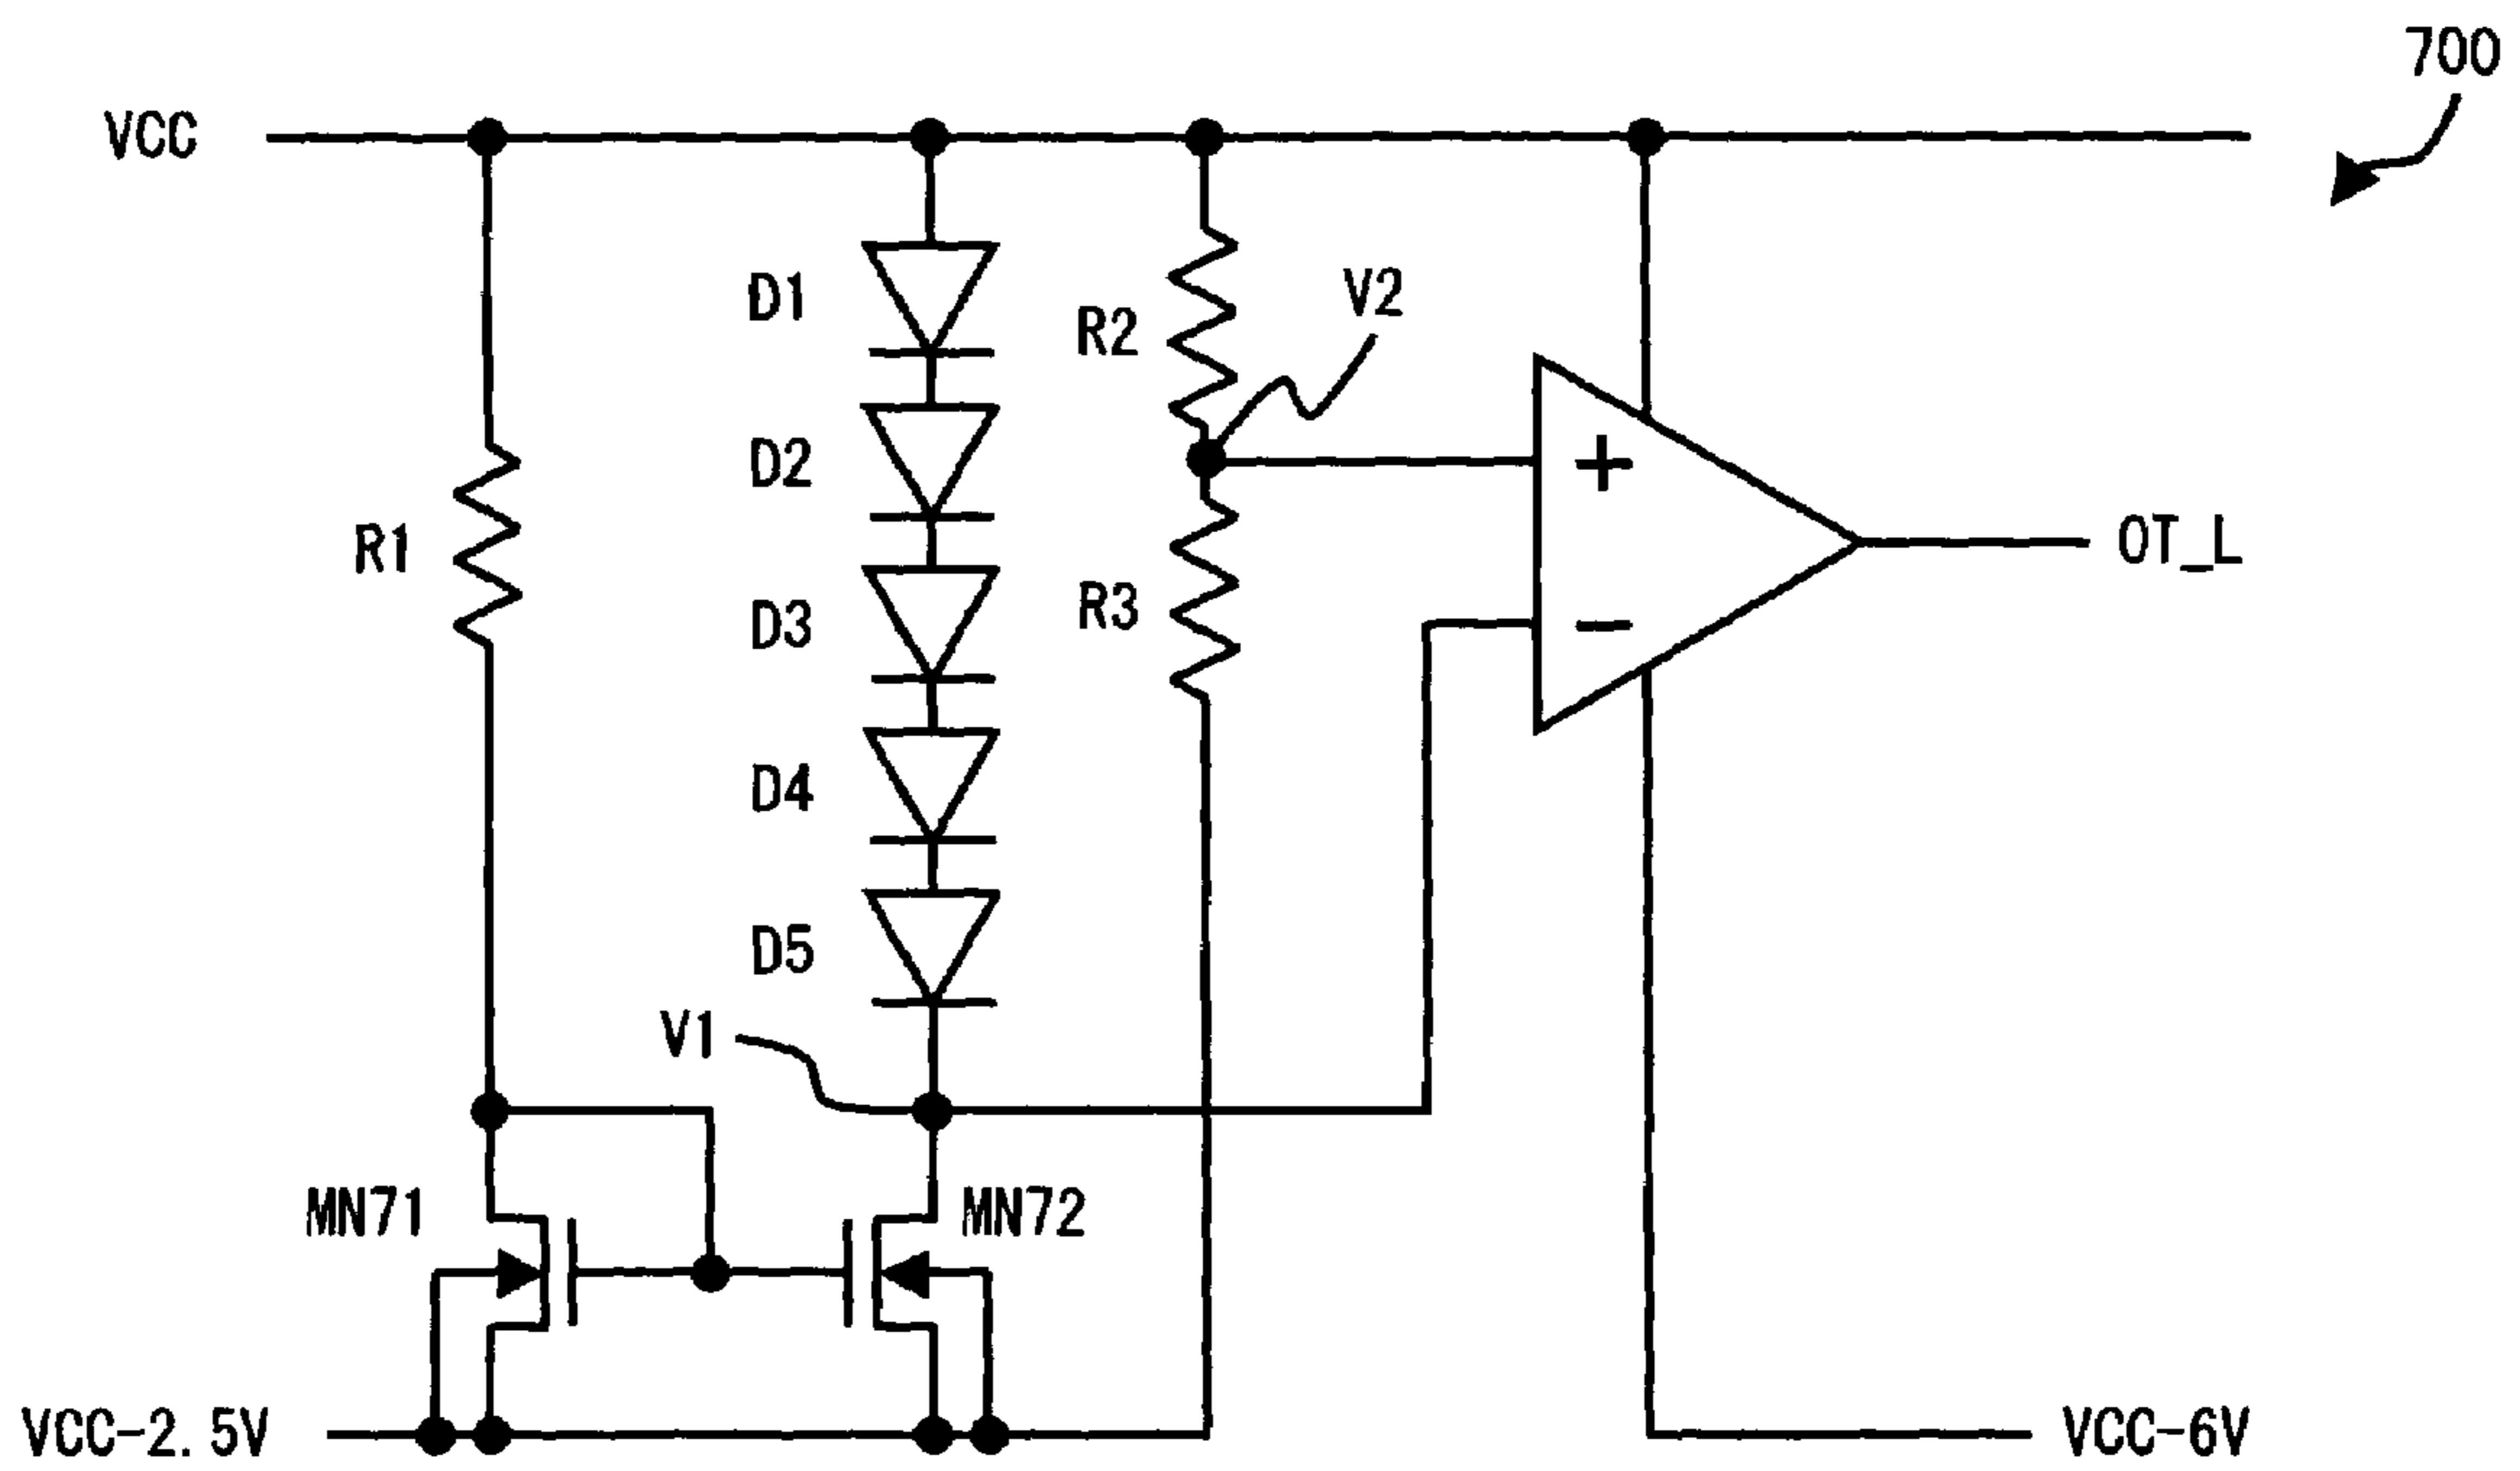 700
VCC
D1
V2
R2
D2
+
R1
OT_L
D3
R3
−
D4
D5
V1
MN71
MN72
VCC-2.5V
VCC-6V